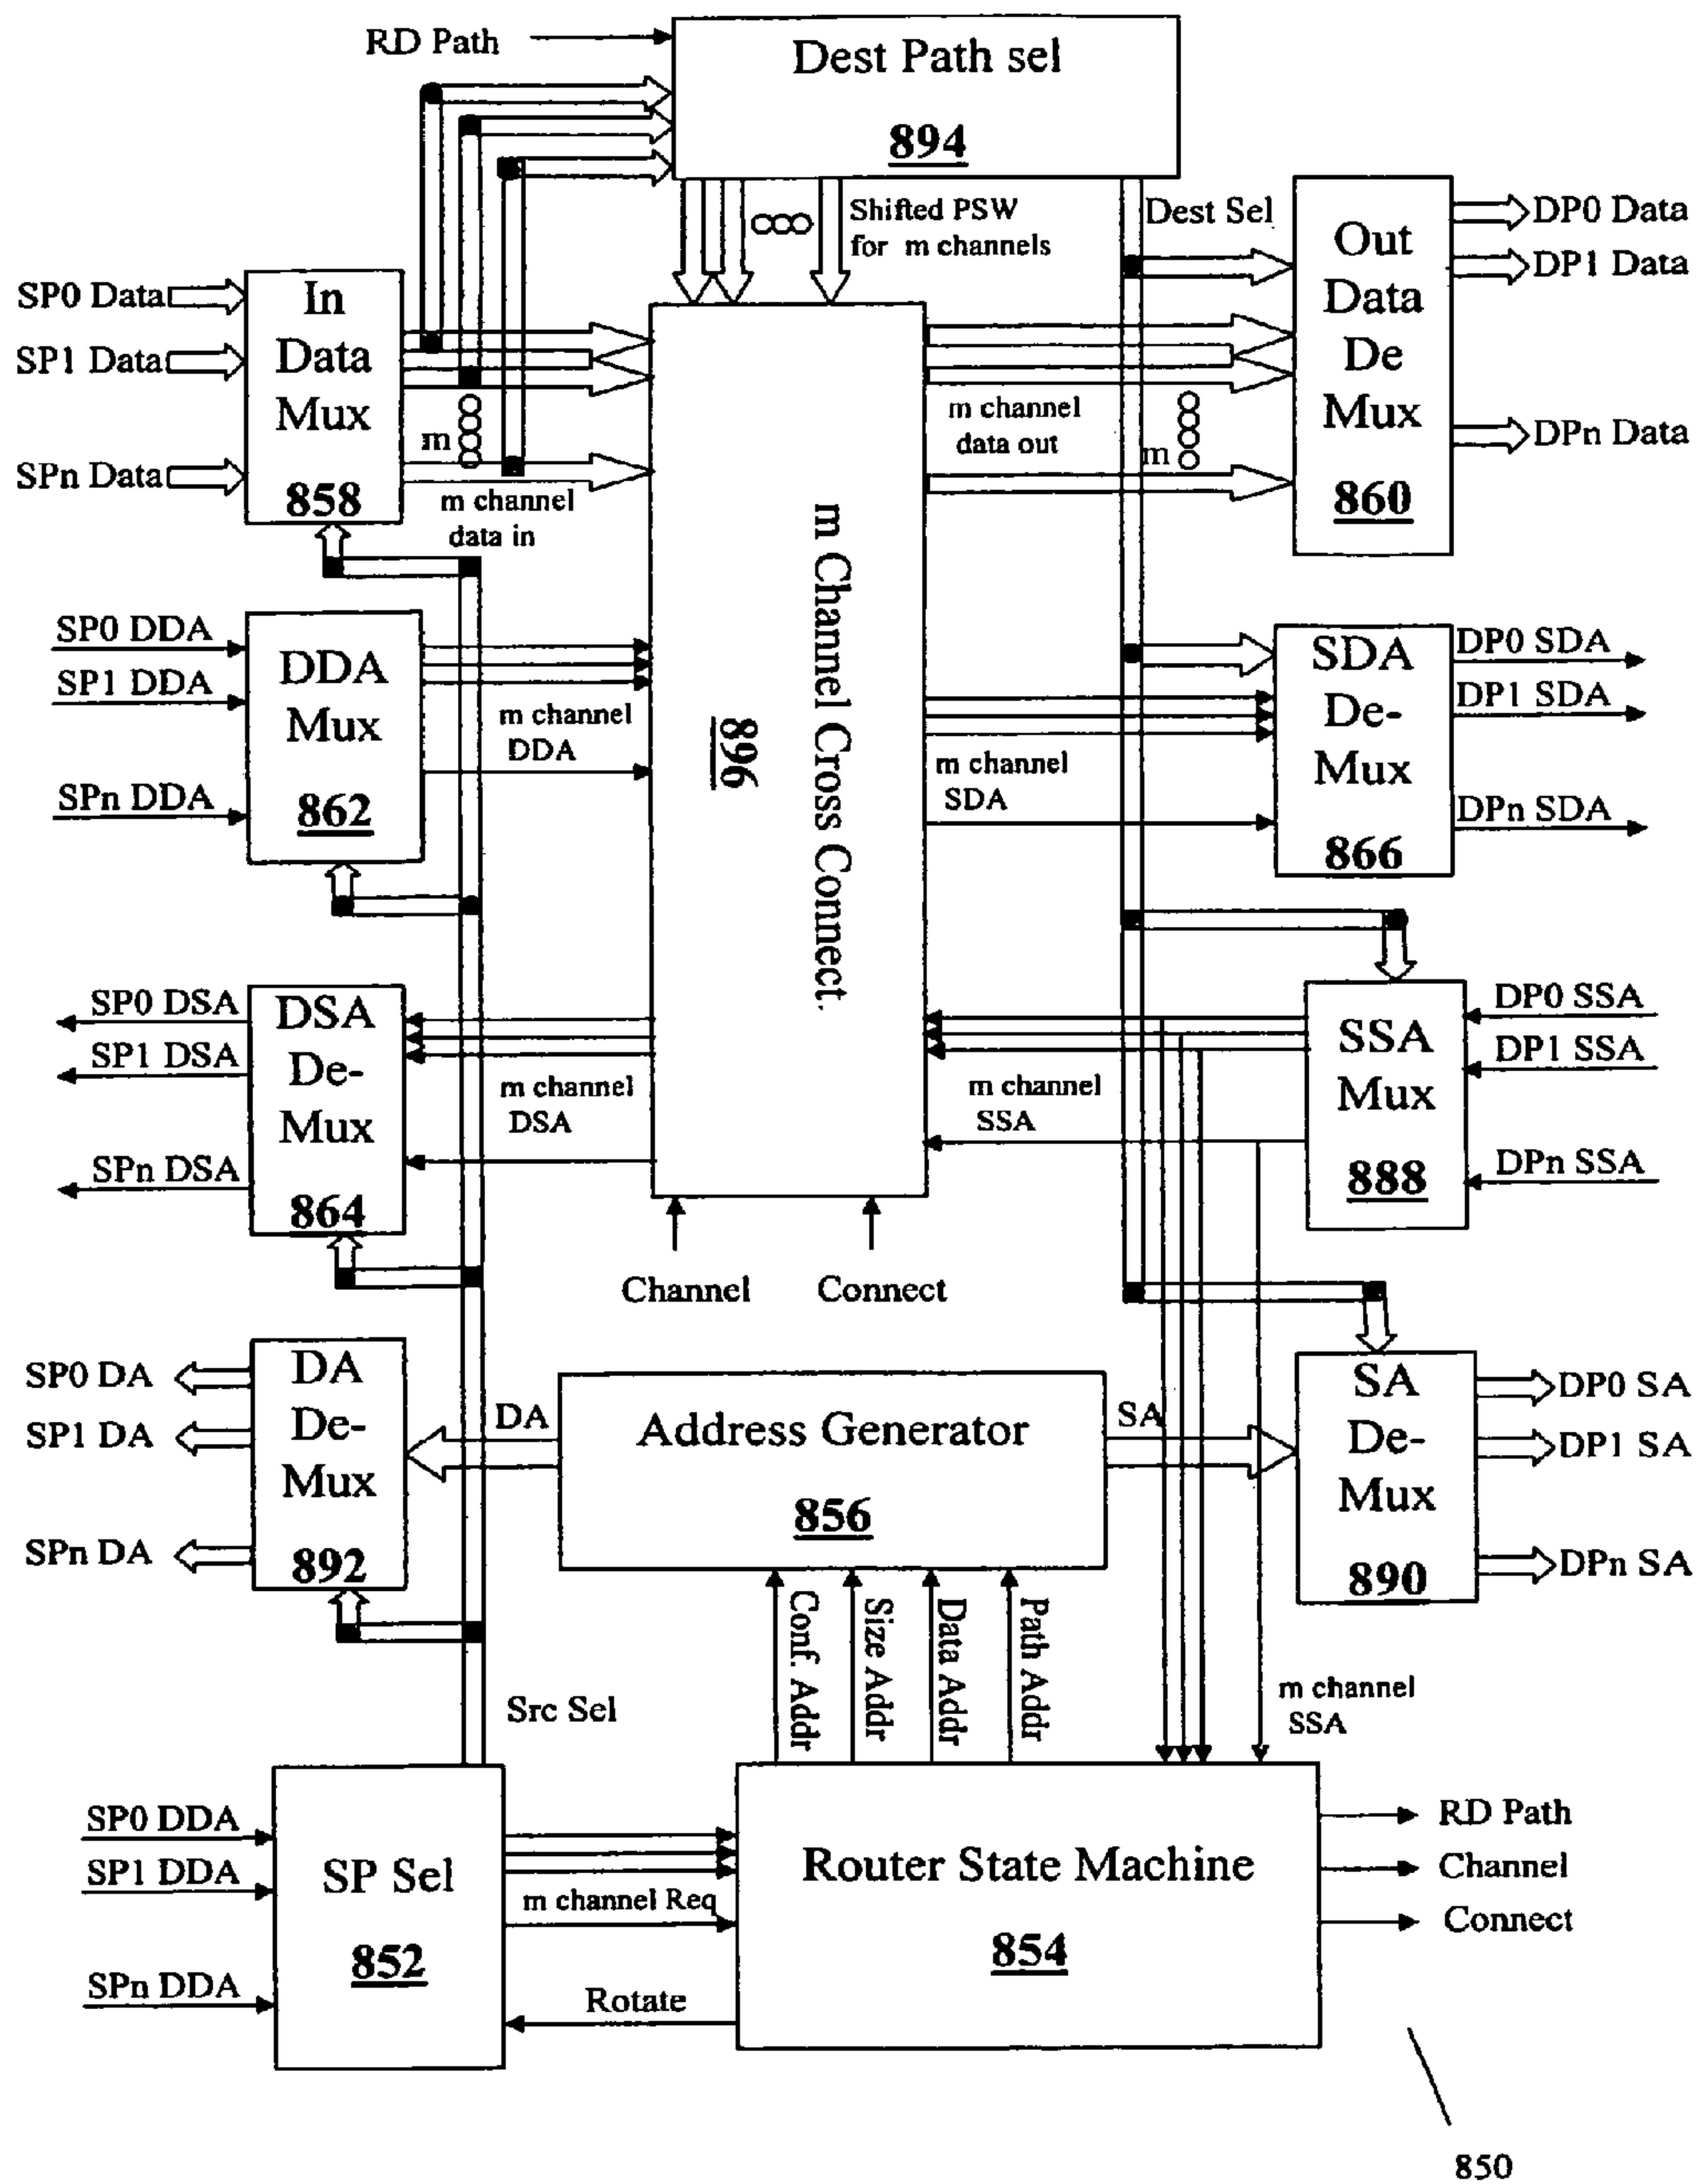 RD Path
Dest Path sel
894
Shifted PSW
for m channels
Dest Sel
SP0 Data
SP1 Data
SPn Data
In
Data
Mux
858
m
m channel
data in
m Channel Cross Connect.
896
m channel
data out
m
Out
Data
De
Mux
860
DP0 Data
DP1 Data
DPn Data
SP0 DDA
SP1 DDA
SPn DDA
DDA
Mux
862
m channel
DDA
m channel
SDA
SDA
De-
Mux
866
DP0 SDA
DP1 SDA
DPn SDA
SP0 DSA
SP1 DSA
SPn DSA
DSA
De-
Mux
864
m channel
DSA
m channel
SSA
SSA
Mux
888
DP0 SSA
DP1 SSA
DPn SSA
Channel
Connect
SP0 DA
SP1 DA
SPn DA
DA
De-
Mux
892
DA
Address Generator
856
SA
SA
De-
Mux
890
DP0 SA
DP1 SA
DPn SA
Conf. Addr
Size Addr
Data Addr
Path Addr
m channel
SSA
Src Sel
SP0 DDA
SP1 DDA
SPn DDA
SP Sel
852
m channel Req
Rotate
Router State Machine
854
RD Path
Channel
Connect
850